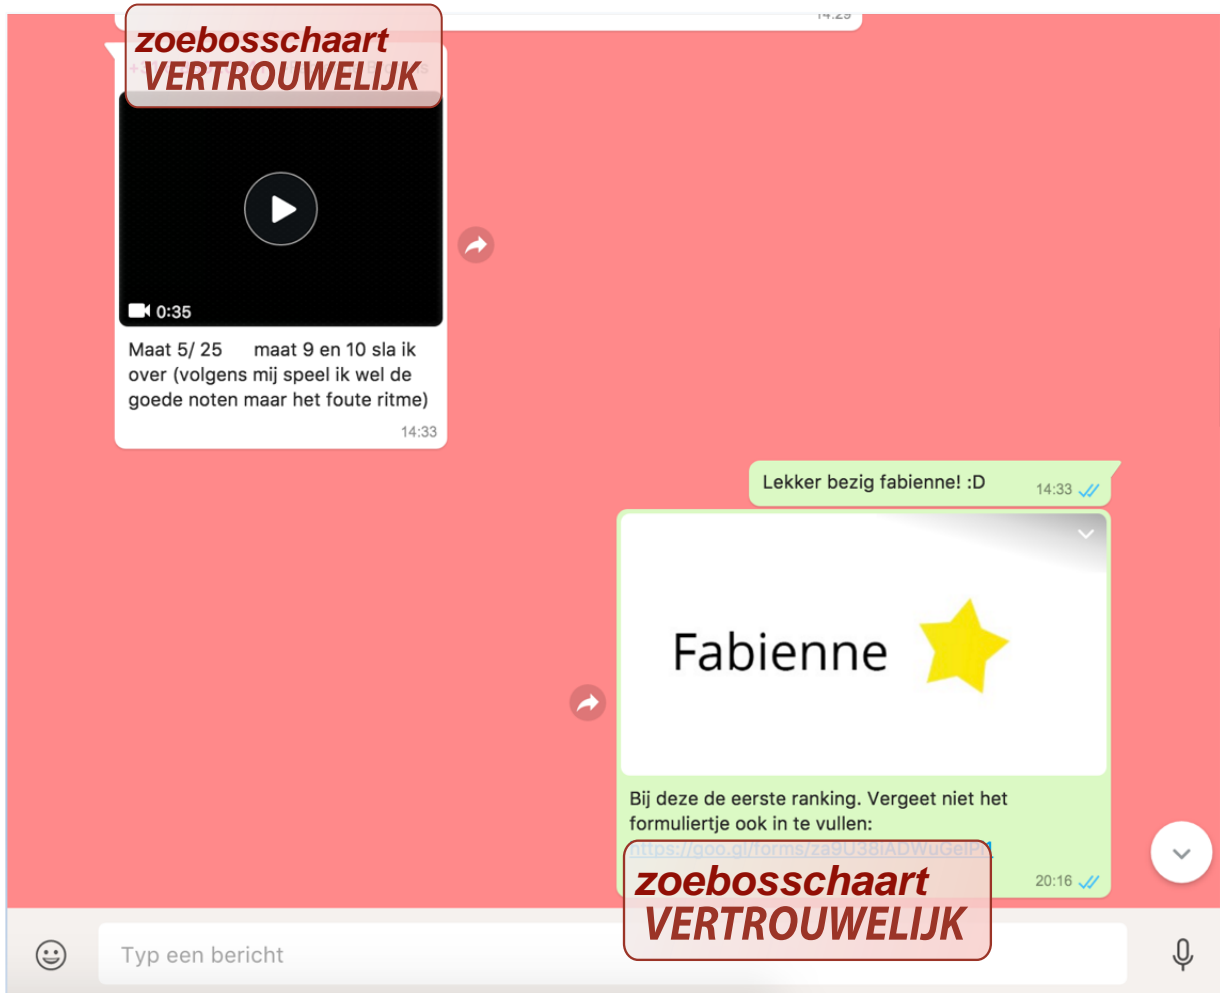 14:29
zoebosschaart
VERTROUWELIJK
0:35
Maat 5/ 25 maat 9 en 10 sla ik
over (volgens mij speel ik wel de
goede noten maar het foute ritme)
14:33
Lekker bezig fabienne! :D
14:33
Fabienne
Bij deze de eerste ranking. Vergeet niet het
formuliertje ook in te vullen:
20:16
zoebosschaart
VERTROUWELIJK
Typ een bericht